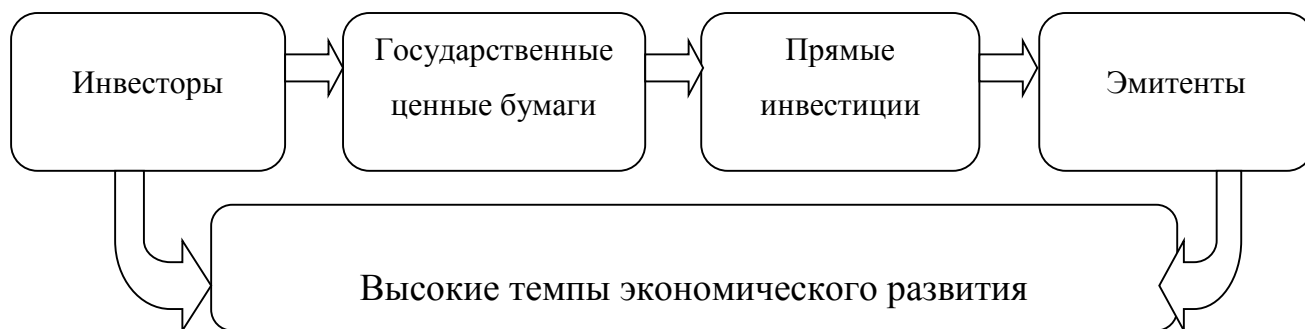 Инвесторы
Государственные
ценные бумаги
Прямые
инвестиции
Эмитенты
Высокие темпы экономического развития